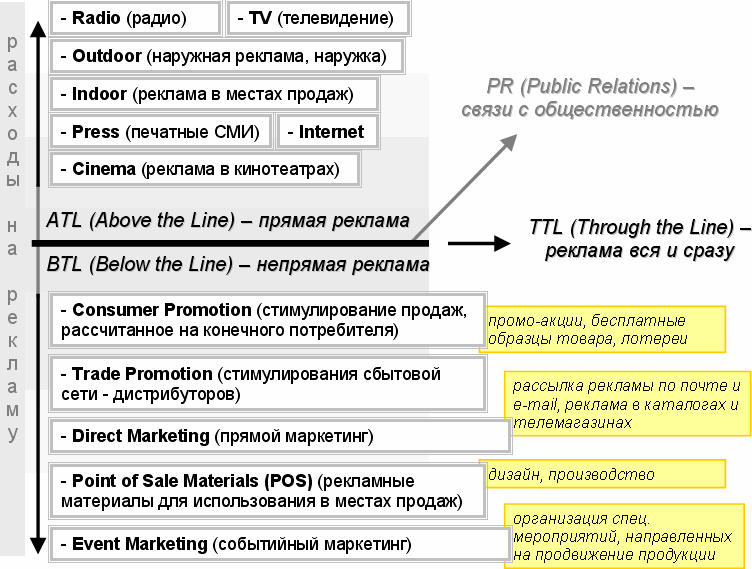 расходы на рекламу
- Radio (радио)
- TV (телевидение)
- Outdoor (наружная реклама, наружка)
- Indoor (реклама в местах продаж)
- Press (печатные СМИ)
- Internet
- Cinema (реклама в кинотеатрах)
PR (Public Relations) –
связи с общественностью
ATL (Above the Line) – прямая реклама
TTL (Through the Line) –
реклама вся и сразу
BTL (Below the Line) – непрямая реклама
- Consumer Promotion (стимулирование продаж,
рассчитанное на конечного потребителя)
промо-акции, бесплатные
образцы товара, лотереи
- Trade Promotion (стимулирования сбытовой
сети - дистрибуторов)
рассылка рекламы по почте и
e-mail, реклама в каталогах и
телемагазинах
- Direct Marketing (прямой маркетинг)
- Point of Sale Materials (POS) (рекламные
материалы для использования в местах продаж)
дизайн, производство
организация спец.
мероприятий, направленных
на продвижение продукции
- Event Marketing (событийный маркетинг)